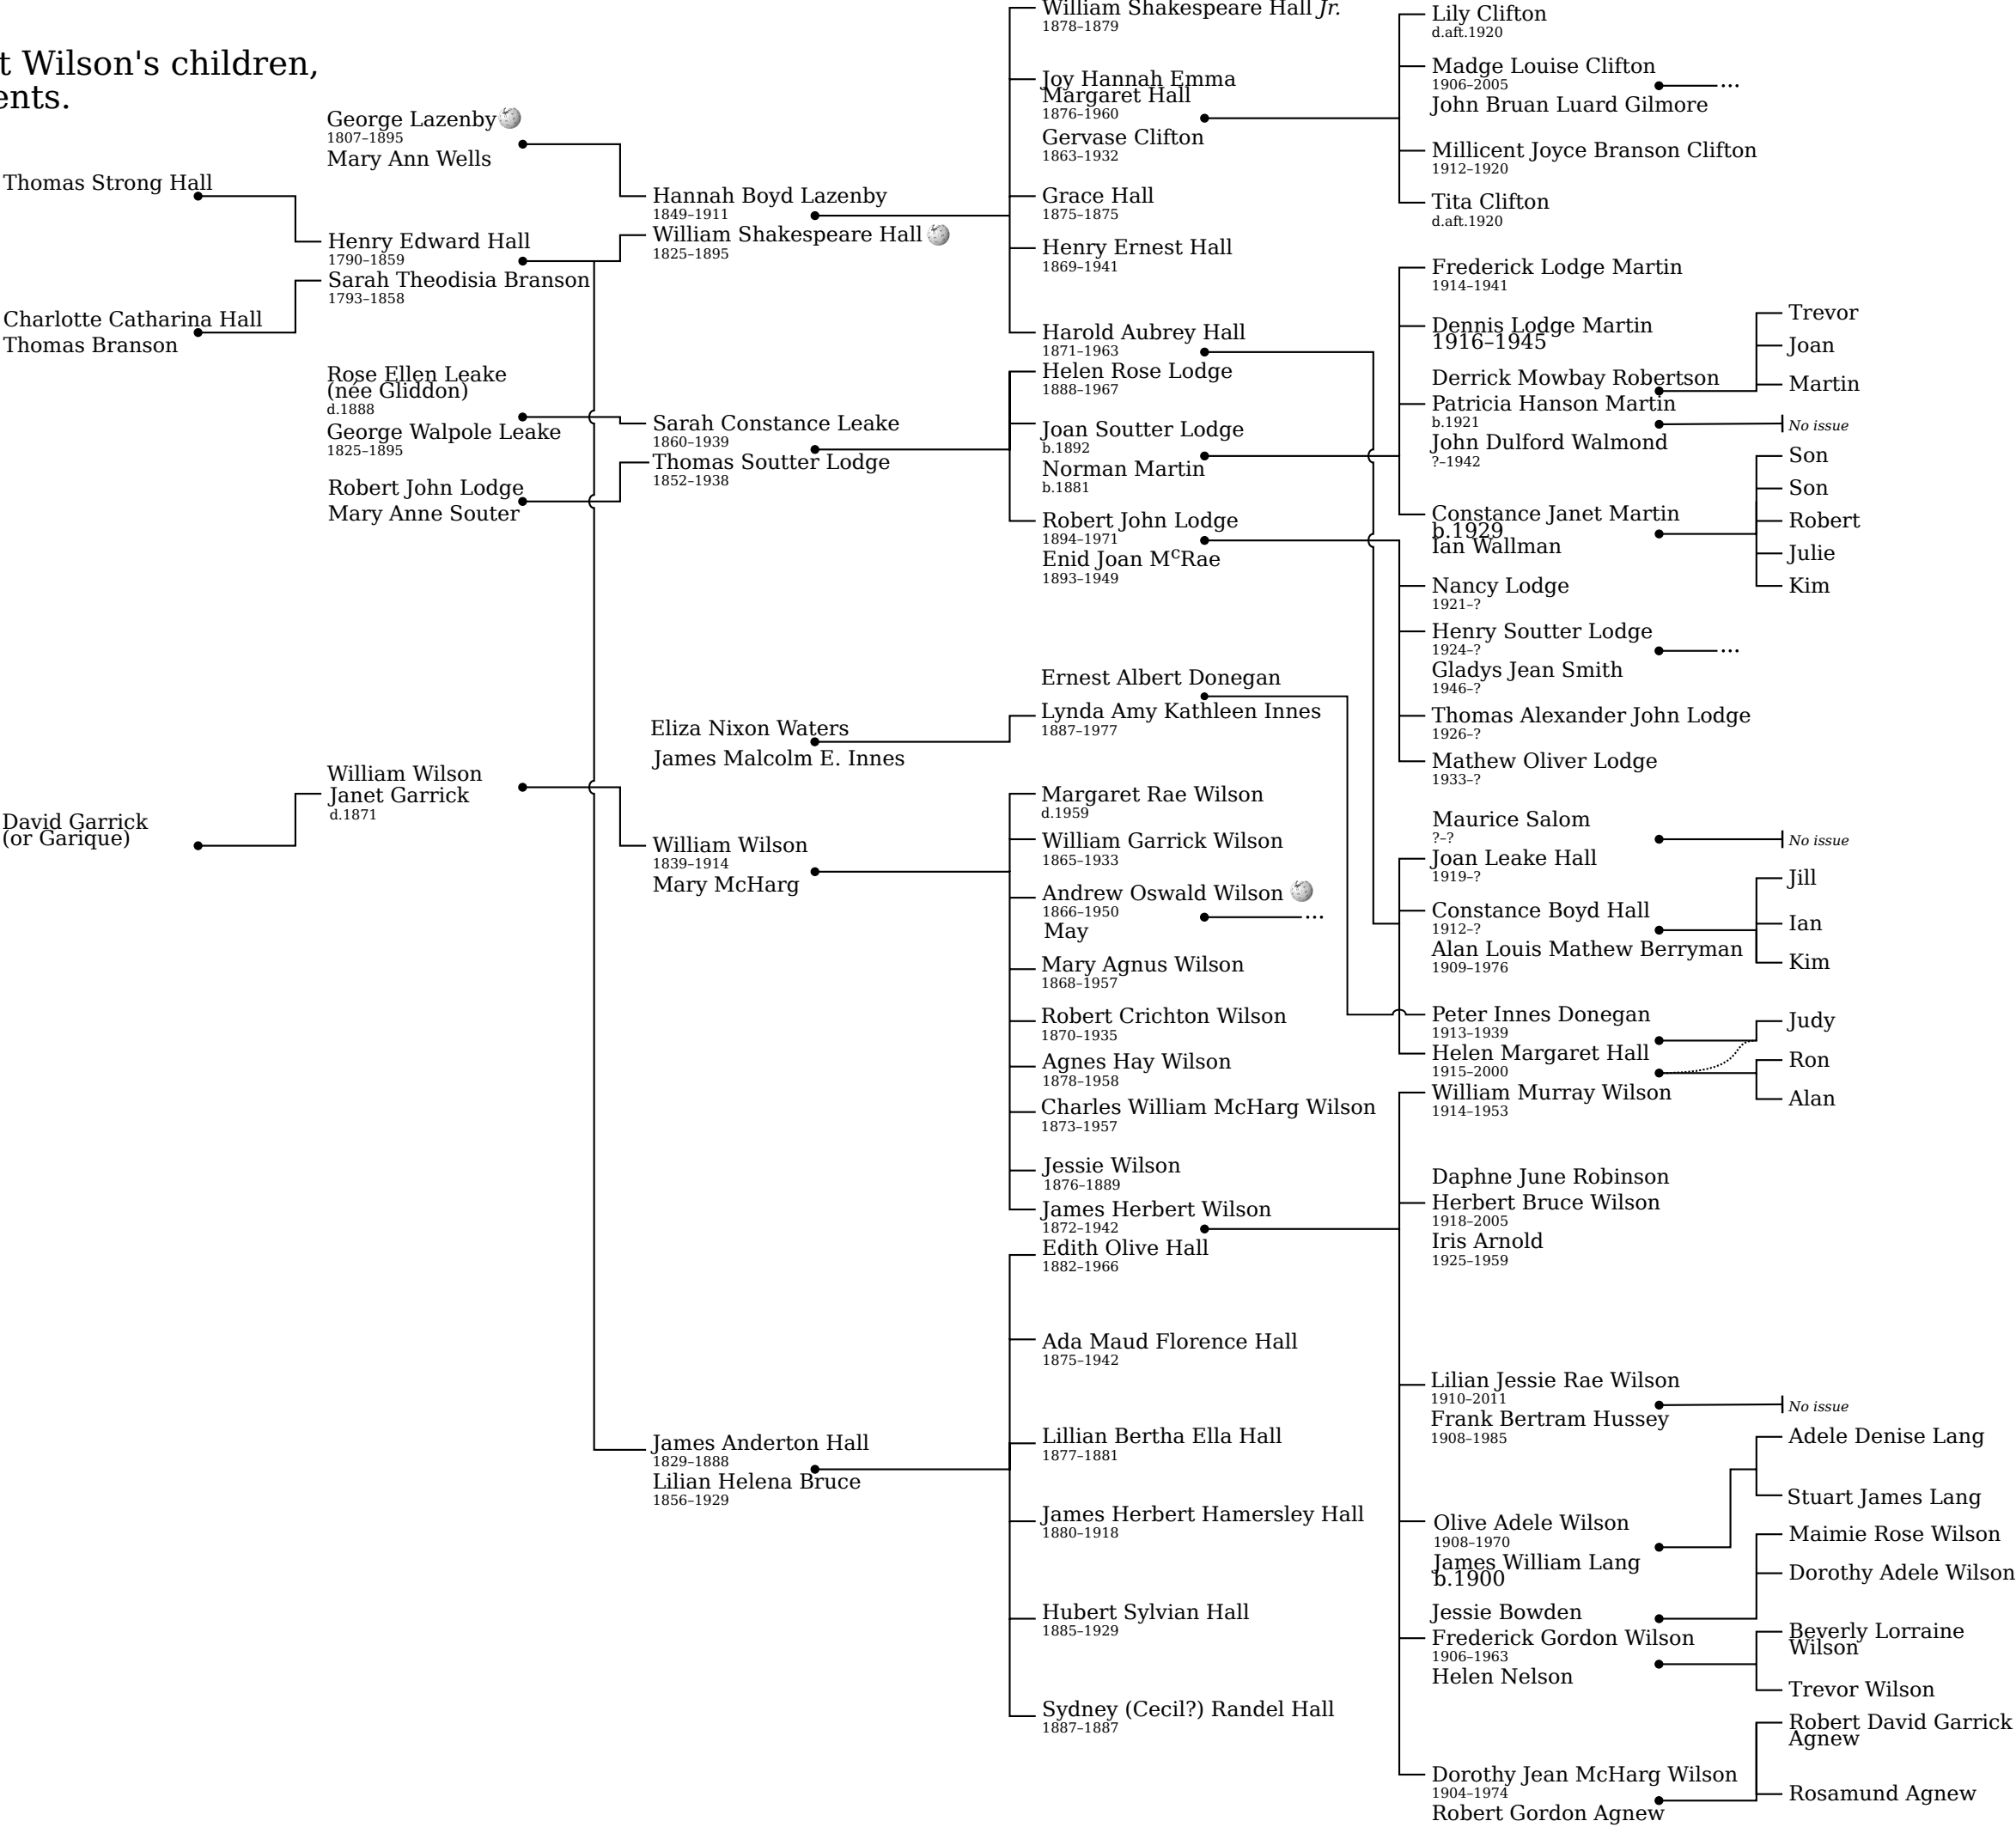 t Wilson's children,
ents.
Thomas Strong Hall
Charlotte Catharina Hall
Thomas Branson
David Garrick
(or Garique)
George Lazenby
1807–1895
Mary Ann Wells
Henry Edward Hall
1790–1859
Sarah Theodisia Branson
1793–1858
Rose Ellen Leake
(née Gliddon)
d.1888
George Walpole Leake
1825–1895
Robert John Lodge
Mary Anne Souter
William Wilson
Janet Garrick
d.1871
Hannah Boyd Lazenby
1849–1911
William Shakespeare Hall
1825–1895
Sarah Constance Leake
1860–1939
Thomas Soutter Lodge
1852–1938
Eliza Nixon Waters
James Malcolm E. Innes
William Wilson
1839–1914
Mary McHarg
James Anderton Hall
1829–1888
Lilian Helena Bruce
1856–1929
William Shakespeare Hall Jr.
1878–1879
Joy Hannah Emma
Margaret Hall
1876–1960
Gervase Clifton
1863–1932
Grace Hall
1875–1875
Henry Ernest Hall
1869–1941
Harold Aubrey Hall
1871–1963
Helen Rose Lodge
1888–1967
Joan Soutter Lodge
b.1892
Norman Martin
b.1881
Robert John Lodge
1894–1971
Enid Joan McRae
1893–1949
Ernest Albert Donegan
Lynda Amy Kathleen Innes
1887–1977
Margaret Rae Wilson
d.1959
William Garrick Wilson
1865–1933
Andrew Oswald Wilson
1866–1950
...
May
Mary Agnus Wilson
1868–1957
Robert Crichton Wilson
1870–1935
Agnes Hay Wilson
1878–1958
Charles William McHarg Wilson
1873–1957
Jessie Wilson
1876–1889
James Herbert Wilson
1872–1942
Edith Olive Hall
1882–1966
Ada Maud Florence Hall
1875–1942
Lillian Bertha Ella Hall
1877–1881
James Herbert Hamersley Hall
1880–1918
Hubert Sylvian Hall
1885–1929
Sydney (Cecil?) Randel Hall
1887–1887
Lily Clifton
d.aft.1920
Madge Louise Clifton
1906–2005
...
John Bruan Luard Gilmore
Millicent Joyce Branson Clifton
1912–1920
Tita Clifton
d.aft.1920
Frederick Lodge Martin
1914–1941
Dennis Lodge Martin
1916–1945
Derrick Mowbay Robertson
Patricia Hanson Martin
b.1921
John Dulford Walmond
?–1942
Constance Janet Martin
b.1929
Ian Wallman
Nancy Lodge
1921–?
Henry Soutter Lodge
1924–?
...
Gladys Jean Smith
1946–?
Thomas Alexander John Lodge
1926–?
Mathew Oliver Lodge
1933–?
Maurice Salom
?–?
Joan Leake Hall
1919–?
Constance Boyd Hall
1912–?
Alan Louis Mathew Berryman
1909–1976
Peter Innes Donegan
1913–1939
Helen Margaret Hall
1915–2000
William Murray Wilson
1914–1953
Daphne June Robinson
Herbert Bruce Wilson
1918–2005
Iris Arnold
1925–1959
Lilian Jessie Rae Wilson
1910–2011
Frank Bertram Hussey
1908–1985
Olive Adele Wilson
1908–1970
James William Lang
b.1900
Jessie Bowden
Frederick Gordon Wilson
1906–1963
Helen Nelson
Dorothy Jean McHarg Wilson
1904–1974
Robert Gordon Agnew
Trevor
Joan
Martin
No issue
Son
Son
Robert
Julie
Kim
No issue
Jill
Ian
Kim
Judy
Ron
Alan
No issue
Adele Denise Lang
Stuart James Lang
Maimie Rose Wilson
Dorothy Adele Wilson
Beverly Lorraine
Wilson
Trevor Wilson
Robert David Garrick
Agnew
Rosamund Agnew